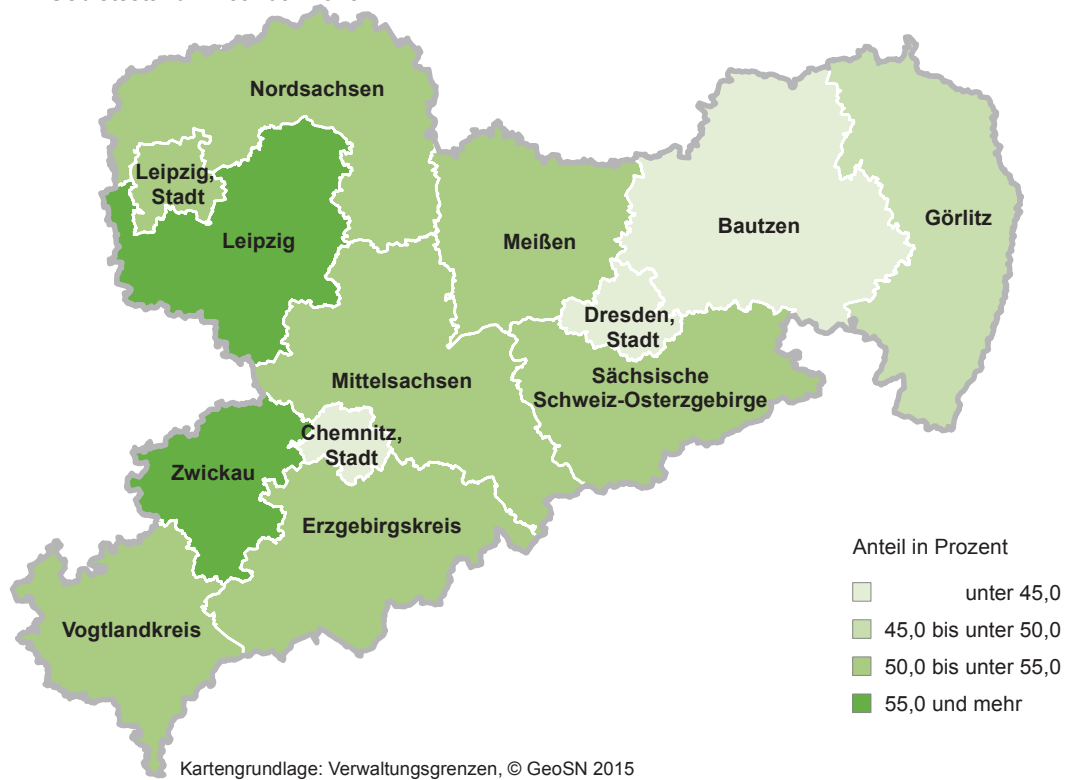 Nordsachsen
Leipzig,
Stadt
Leipzig
Meißen
Bautzen
Görlitz
Dresden,
Stadt
Sächsische
Schweiz-Osterzgebirge
Mittelsachsen
Chemnitz,
Stadt
Zwickau
Erzgebirgskreis
Vogtlandkreis
Anteil in Prozent
unter 45,0
45,0 bis unter 50,0
50,0 bis unter 55,0
55,0 und mehr
Kartengrundlage: Verwaltungsgrenzen, © GeoSN 2015